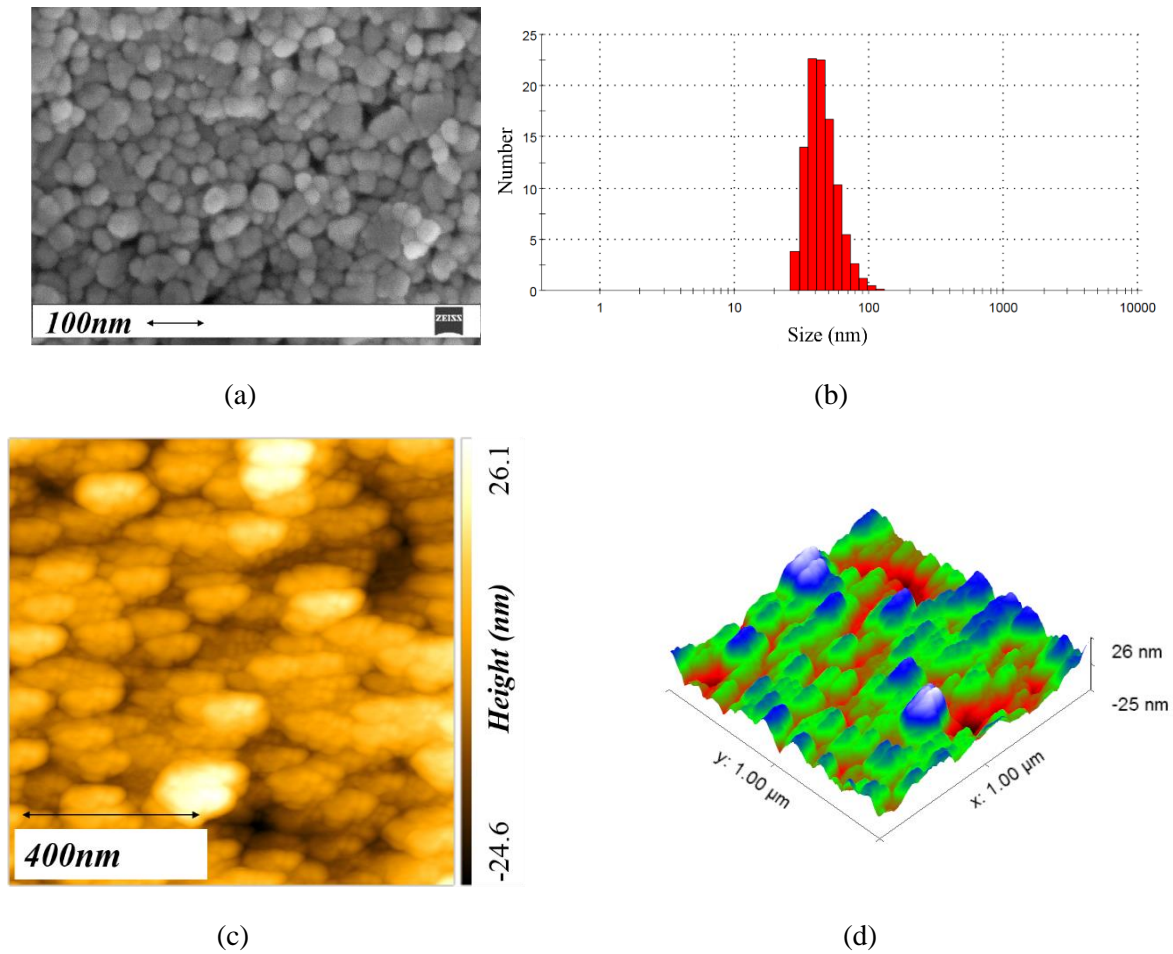 100nm
ZEISS
25
20
15
10
5
0
Number
1 10 100 1000 10000
Size (nm)
(a) (b)
26.1
Height (nm)
-24.6
400nm
26 nm
-25 nm
y: 1.00 µm
x: 1.00 µm
(c) (d)